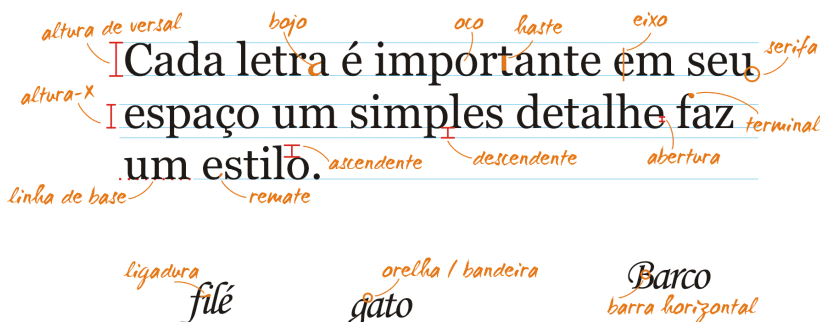 altura de versal
bojo
oco
haste
eixo
serifa
Cada letra é importante em seu
altura-x
espaço um simples detalhe faz
terminal
um estilo.
ascendente
descendente
abertura
linha de base
remate
ligadura
orelha / bandeira
Barco
filé
gato
barra horizontal